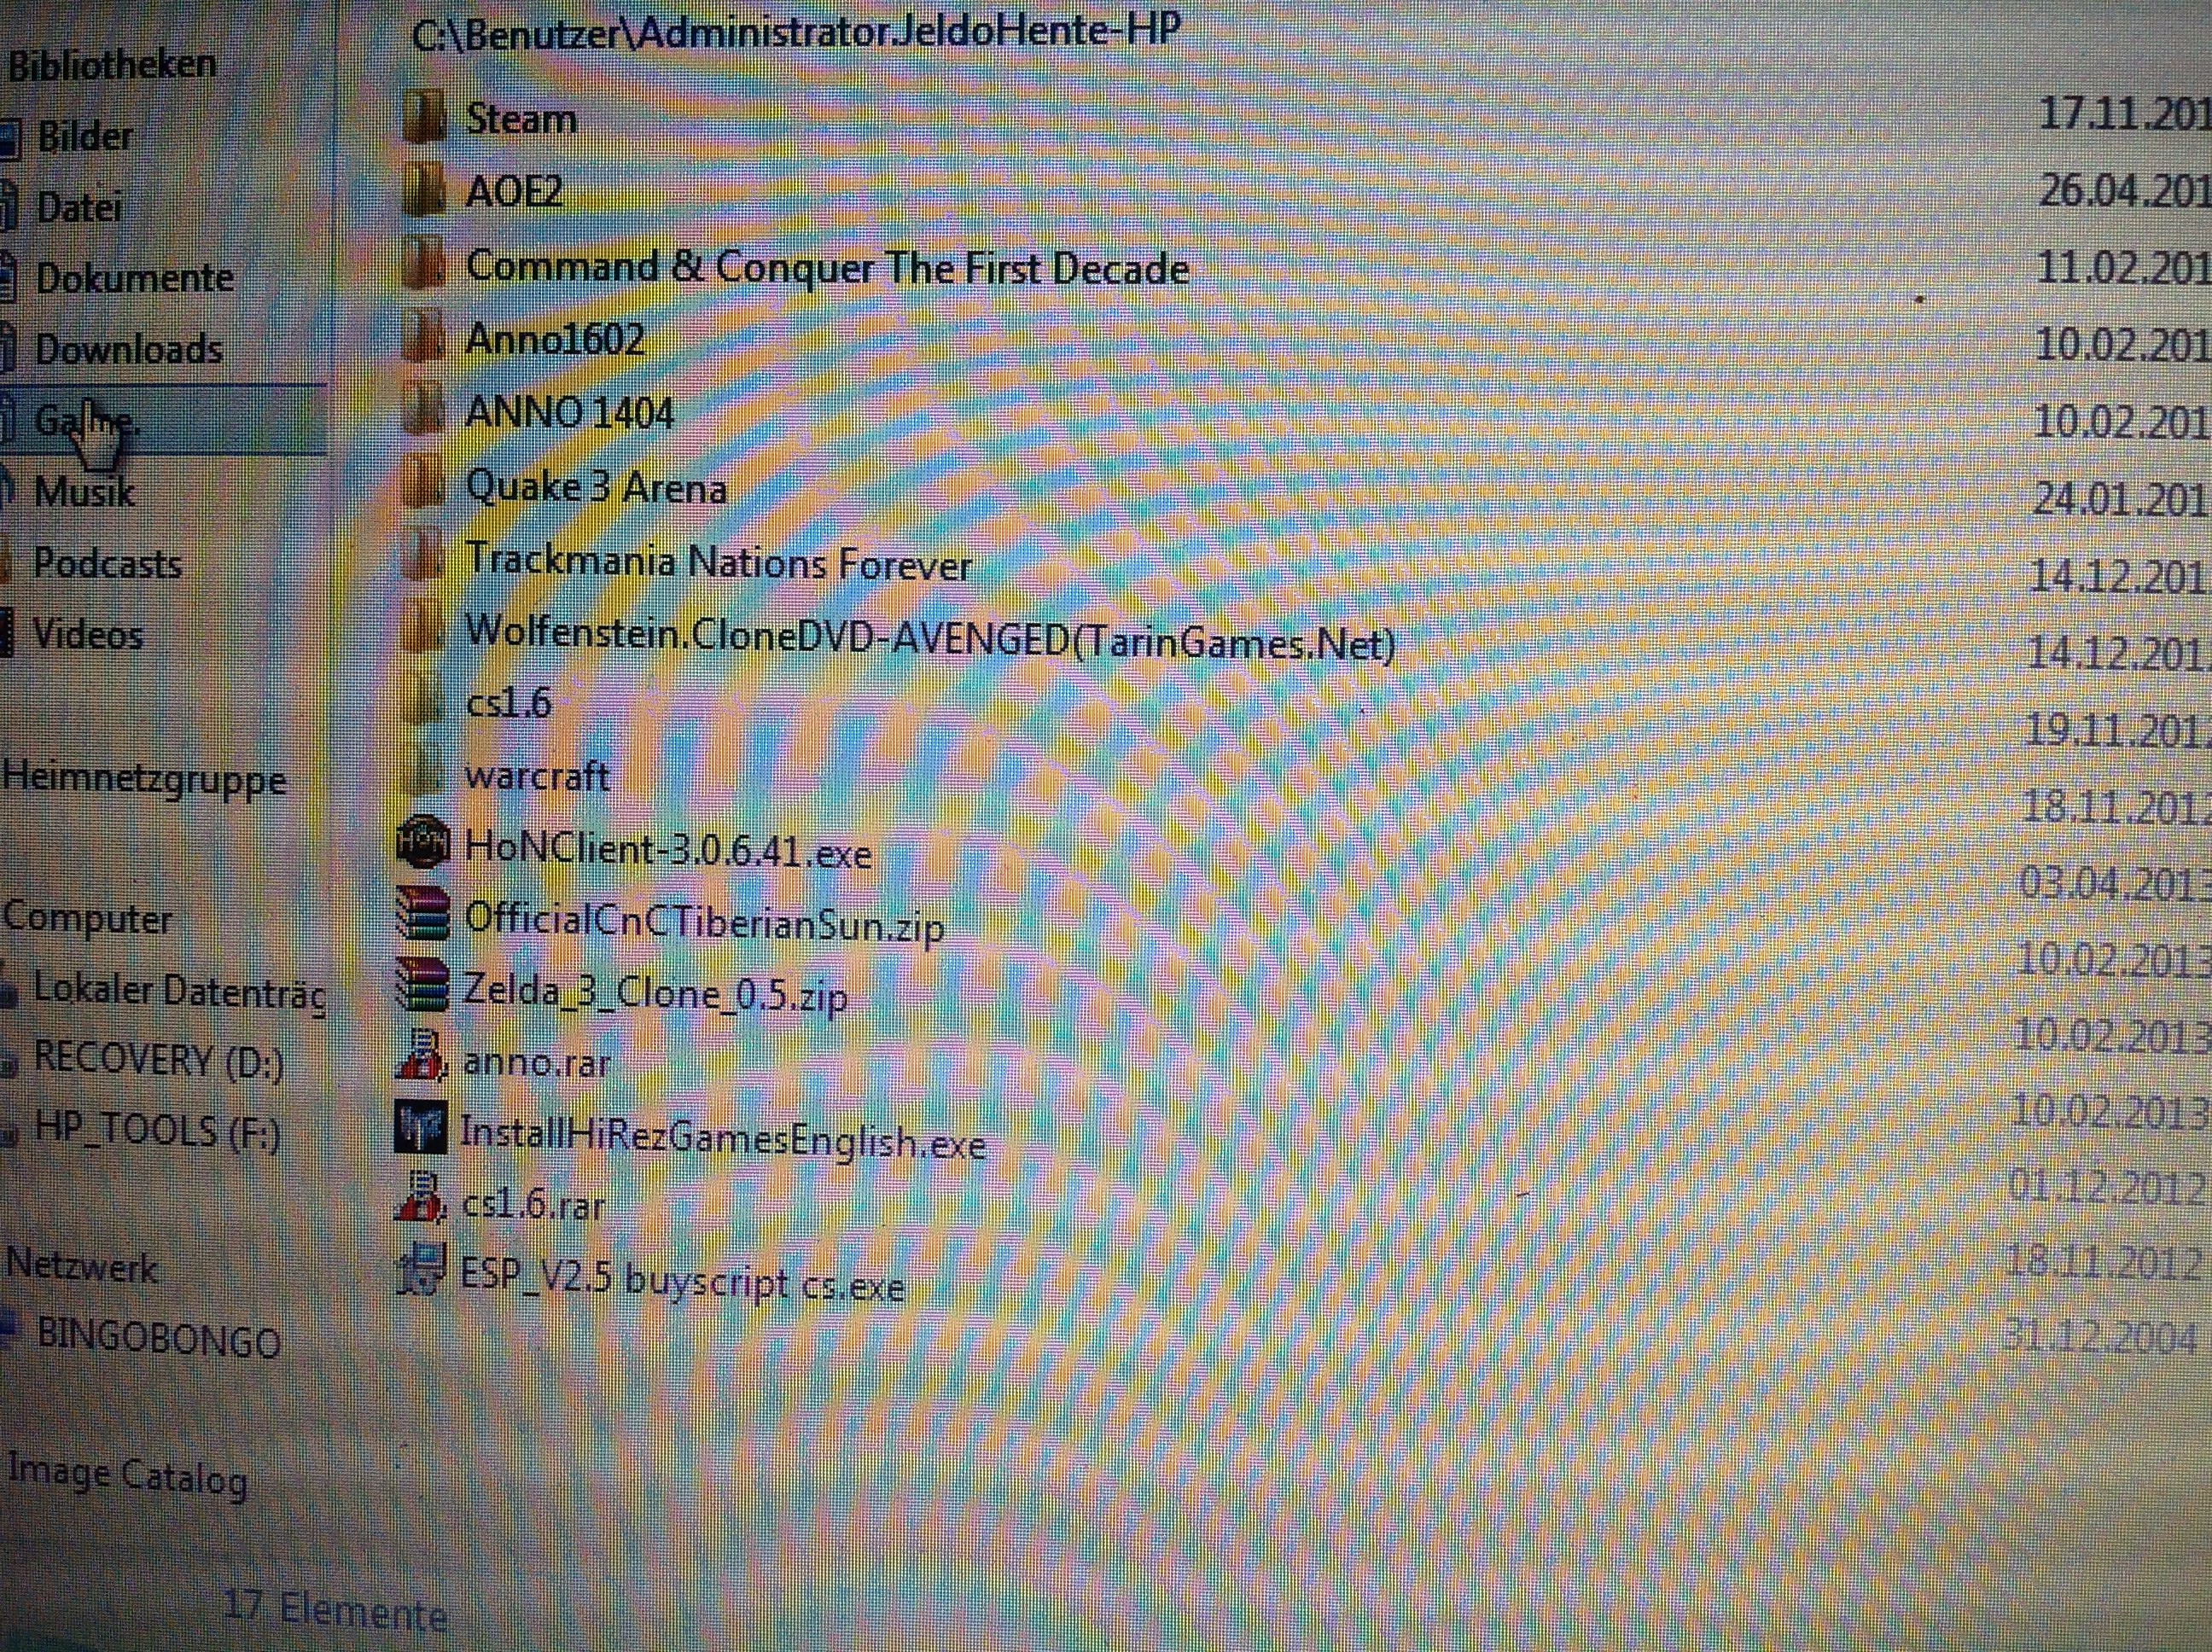 C:\Benutzer\Administrator.JeldoHente-HP
Bibliotheken
Bilder
Datei
Dokumente
Downloads
Game.
Musik
Podcasts
Videos
Heimnetzgruppe
Computer
Lokaler Datenträg
RECOVERY (D:)
HP_TOOLS (F:)
Netzwerk
BINGOBONGO
Image Catalog
Steam 17.11.201
AOE2 26.04.201
Command & Conquer The First Decade 11.02.201
Anno1602 10.02.201
ANNO 1404 10.02.201
Quake 3 Arena 24.01.201
Trackmania Nations Forever 14.12.201
Wolfenstein.CloneDVD-AVENGED(TarinGames.Net) 14.12.201
cs1.6 19.11.201
warcraft 18.11.201
HoNClient-3.0.6.41.exe 03.04.2013
OfficialCnCTiberianSun.zip 10.02.2013
Zelda_3_Clone_0.5.zip 10.02.2013
anno.rar 10.02.2013
InstallHiRezGamesEnglish.exe 01.12.2012
cs1.6.rar 18.11.2012
ESP_V2.5 buyscript cs.exe 31.12.2004
17 Elemente